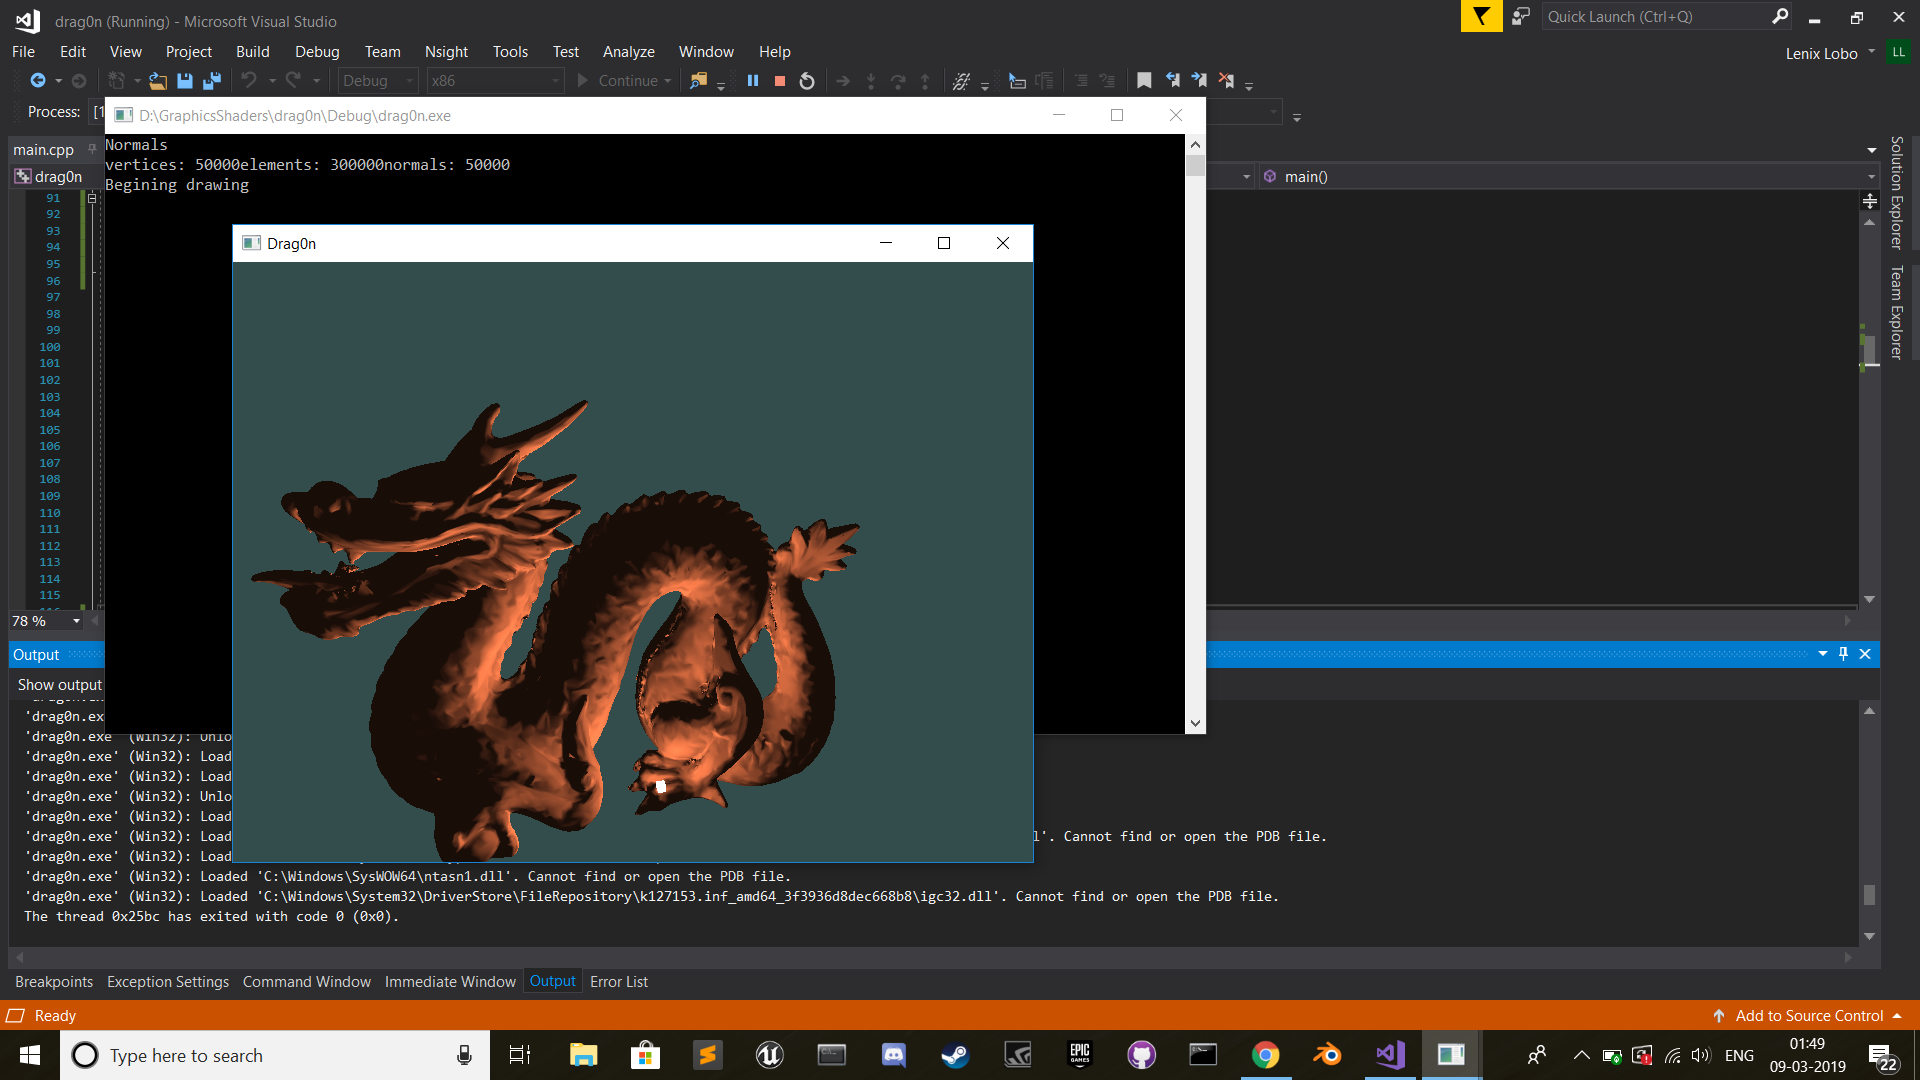 drag0n (Running) - Microsoft Visual Studio
Quick Launch (Ctrl+Q)
File Edit View Project Build Debug Team Nsight Tools Test Analyze Window Help
Lenix Lobo LL
Debug x86 Continue
Process: [1
D:\GraphicsShaders\drag0n\Debug\drag0n.exe
main.cpp
Normals
vertices: 50000elements: 300000normals: 50000
Begining drawing
drag0n
main()
Solution Explorer
Team Explorer
91
92
93
94
95
96
97
98
99
100
101
102
103
104
105
106
107
108
109
110
111
112
113
114
115
Drag0n
78 %
Output
Show output
'drag0n.exe
'drag0n.exe' (Win32): Unlo
'drag0n.exe' (Win32): Load
'drag0n.exe' (Win32): Load
'drag0n.exe' (Win32): Unlo
'drag0n.exe' (Win32): Load
'drag0n.exe' (Win32): Load l'. Cannot find or open the PDB file.
'drag0n.exe' (Win32): Load
'drag0n.exe' (Win32): Loaded 'C:\Windows\SysWOW64\ntasn1.dll'. Cannot find or open the PDB file.
'drag0n.exe' (Win32): Loaded 'C:\Windows\System32\DriverStore\FileRepository\k127153.inf_amd64_3f3936d8dec668b8\igc32.dll'. Cannot find or open the PDB file.
The thread 0x25bc has exited with code 0 (0x0).
Breakpoints Exception Settings Command Window Immediate Window Output Error List
Ready
Add to Source Control
Type here to search
EPIC GAMES
ENG
01:49
09-03-2019
22